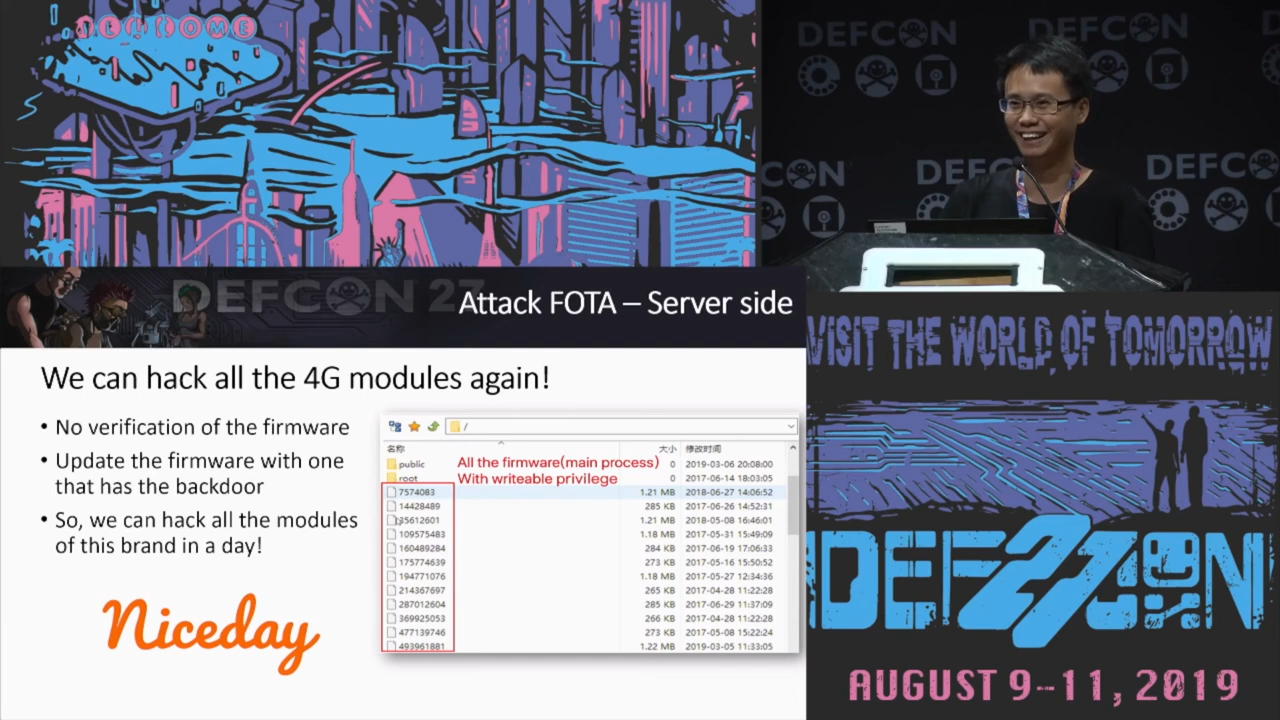 WELCOME
DEFCON
DEFCON
DEFCON
DEFCON
DEFCON 27
Attack FOTA – Server side
We can hack all the 4G modules again!
• No verification of the firmware
• Update the firmware with one
that has the backdoor
• So, we can hack all the modules
of this brand in a day!
Niceday
/
名称 大小 修改时间
public 0 2019-03-06 20:08:00
root 0 2017-06-14 18:03:05
All the firmware(main process)
With writeable privilege
7574083 1.21 MB 2018-06-27 14:06:52
14428489 285 KB 2017-06-26 14:52:31
35612601 1.21 MB 2018-05-08 16:46:01
109575483 1.18 MB 2017-05-31 15:49:09
160489284 284 KB 2017-06-19 17:06:33
175774639 273 KB 2017-05-16 15:50:52
194771076 1.18 MB 2017-05-27 12:34:36
214367697 265 KB 2017-04-28 11:22:28
287012604 285 KB 2017-06-29 11:37:09
369925053 266 KB 2017-04-28 11:22:28
477139746 273 KB 2017-05-08 15:22:24
493961881 1.22 MB 2019-03-05 11:33:05
VISIT THE WORLD OF TOMORROW
DEFCON
27
AUGUST 9-11, 2019